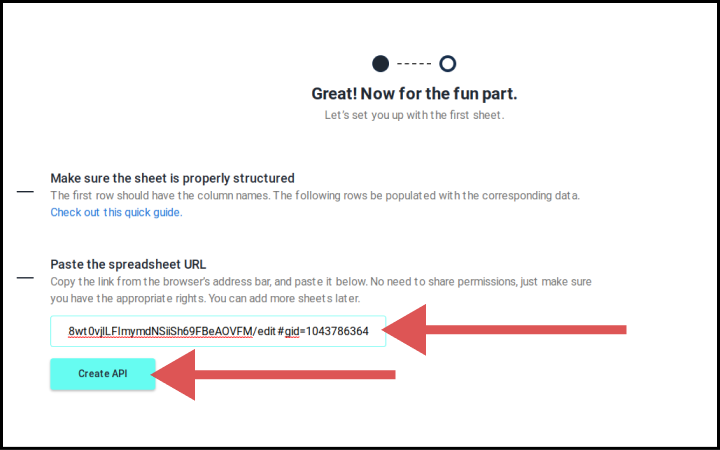 Great! Now for the fun part.
Let's set you up with the first sheet.
Make sure the sheet is properly structured
The first row should have the column names. The following rows be populated with the corresponding data.
Check out this quick guide.
Paste the spreadsheet URL
Copy the link from the browser's address bar, and paste it below. No need to share permissions, just make sure
you have the appropriate rights. You can add more sheets later.
8wt0vjlLFImymdNSiiSh69FBeAOVFM/edit#gid=1043786364
Create API